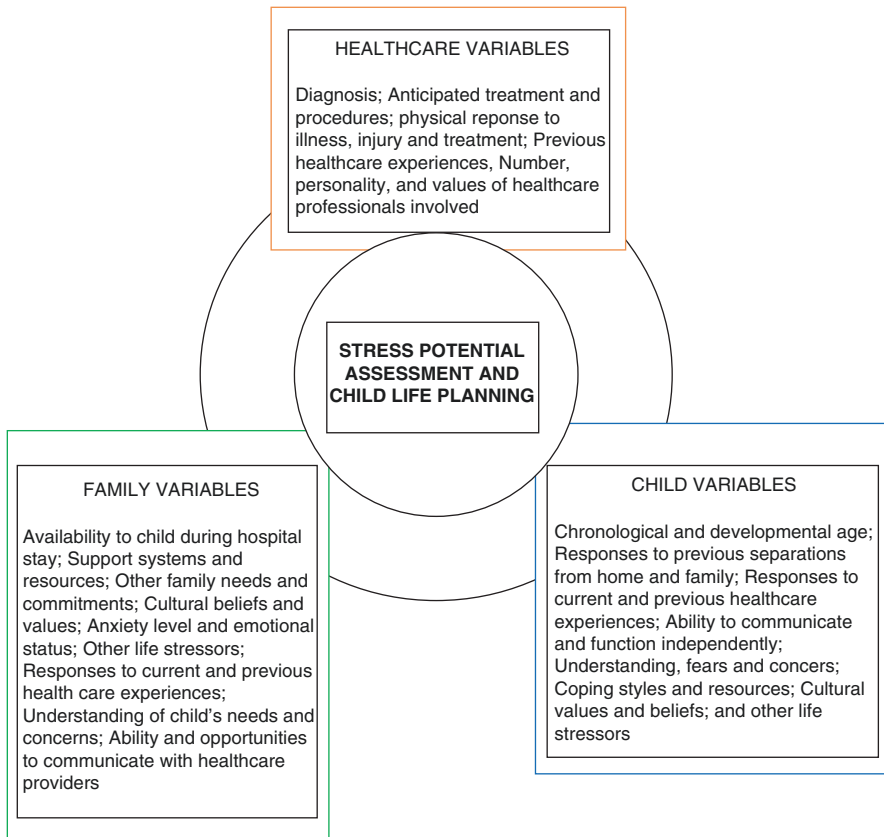 HEALTHCARE VARIABLES
Diagnosis; Anticipated treatment and
procedures; physical reponse to
illness, injury and treatment; Previous
healthcare experiences, Number,
personality, and values of healthcare
professionals involved
STRESS POTENTIAL
ASSESSMENT AND
CHILD LIFE PLANNING
FAMILY VARIABLES
Availability to child during hospital
stay; Support systems and
resources; Other family needs and
commitments; Cultural beliefs and
values; Anxiety level and emotional
status; Other life stressors;
Responses to current and previous
health care experiences;
Understanding of child's needs and
concerns; Ability and opportunities
to communicate with healthcare
providers
CHILD VARIABLES
Chronological and developmental age;
Responses to previous separations
from home and family; Responses to
current and previous healthcare
experiences; Ability to communicate
and function independently;
Understanding, fears and concers;
Coping styles and resources; Cultural
values and beliefs; and other life
stressors